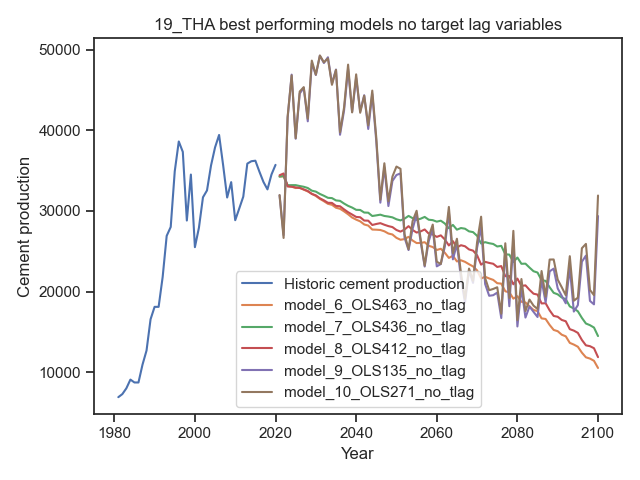 19_THA best performing models no target lag variables
Cement production
50000
40000
30000
20000
10000
Historic cement production
model_6_OLS463_no_tlag
model_7_OLS436_no_tlag
model_8_OLS412_no_tlag
model_9_OLS135_no_tlag
model_10_OLS271_no_tlag
1980 2000 2020 2040 2060 2080 2100
Year